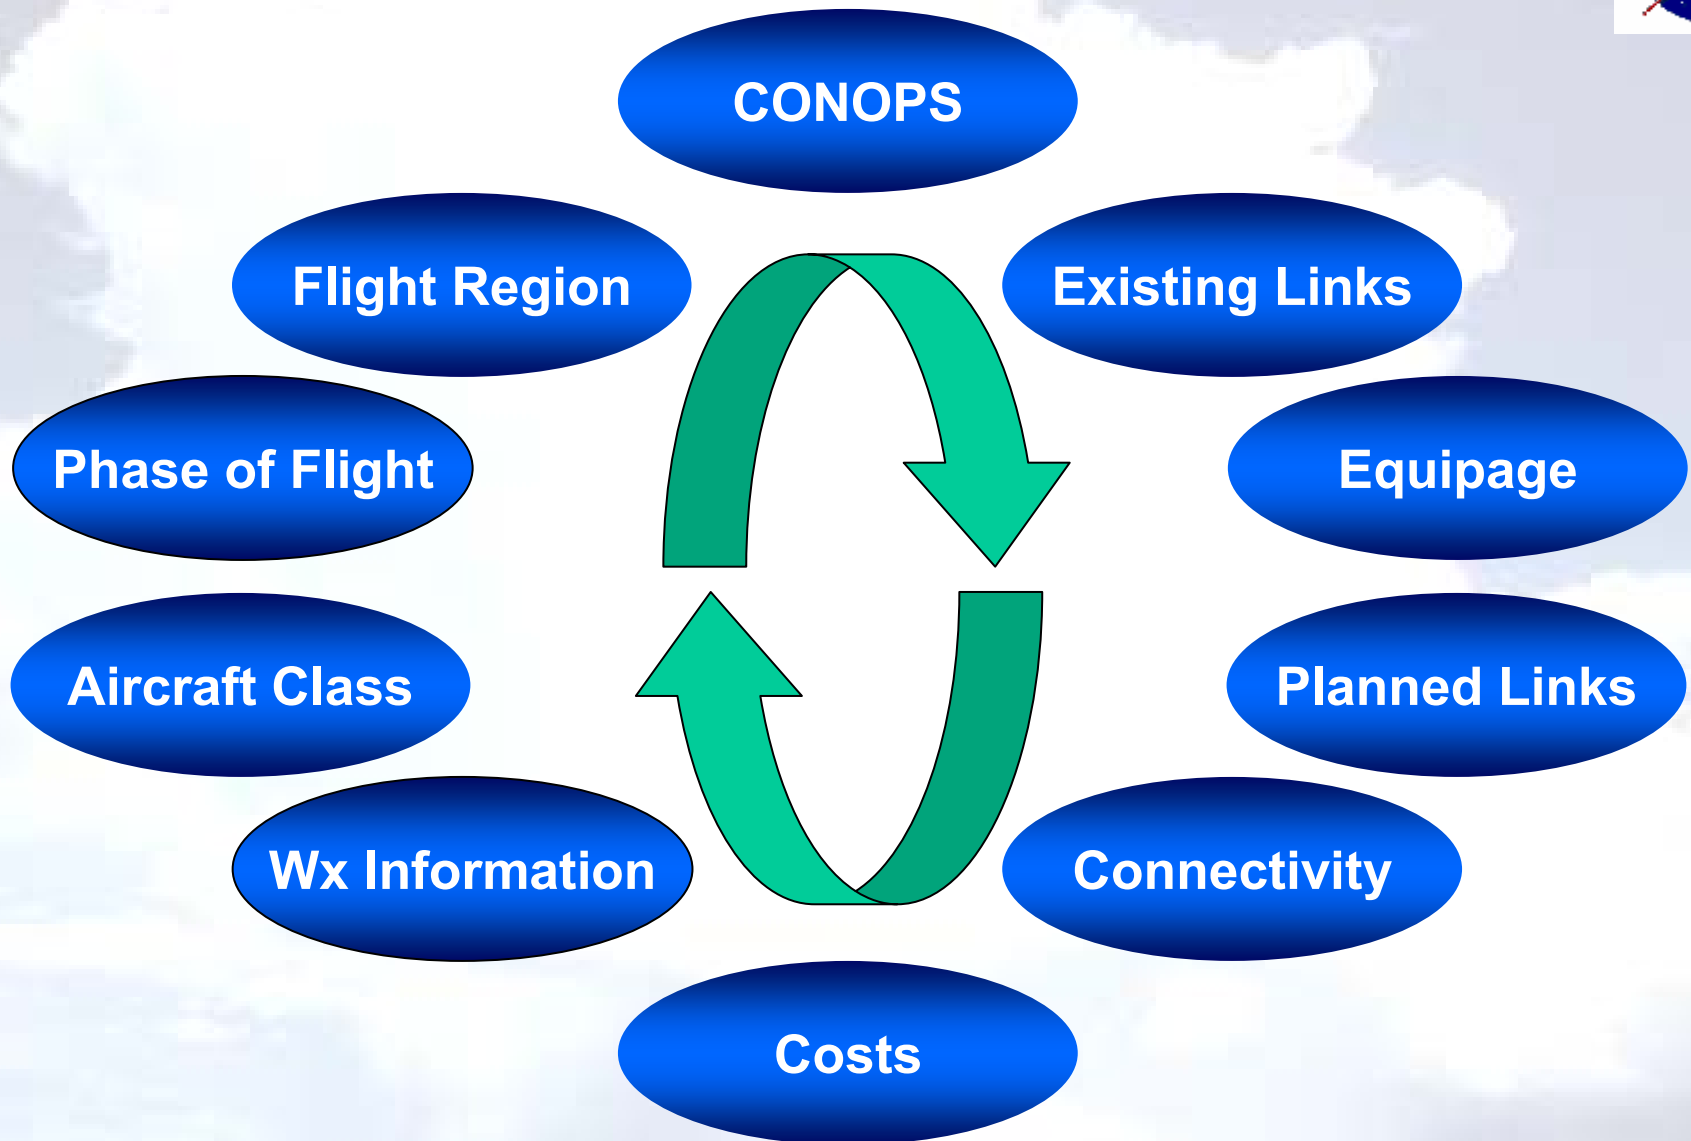 CONOPS
Flight Region
Existing Links
Phase of Flight
Equipage
Aircraft Class
Planned Links
Wx Information
Connectivity
Costs